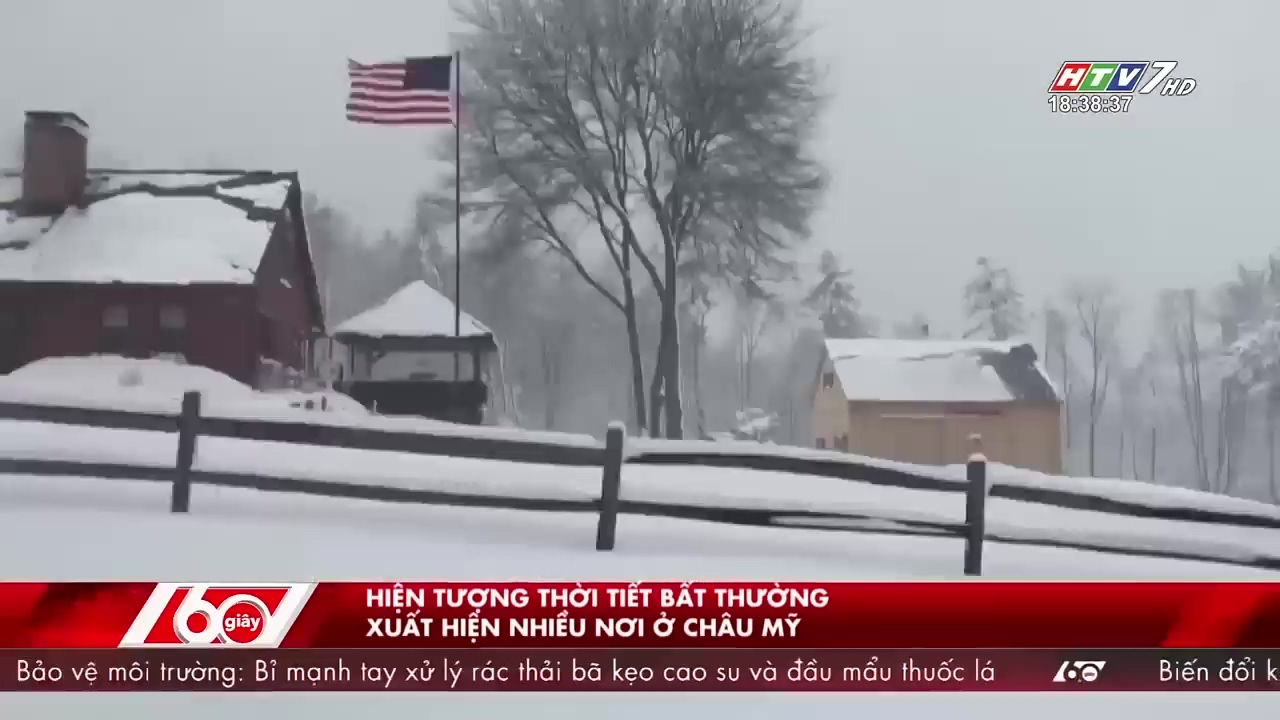 HTV7 HD
18:38:37
60 giây
HIỆN TƯỢNG THỜI TIẾT BẤT THƯỜNG
XUẤT HIỆN NHIỀU NƠI Ở CHÂU MỸ
Bảo vệ môi trường: Bỉ mạnh tay xử lý rác thải bã kẹo cao su và đầu mẩu thuốc lá 60 Biến đổi k